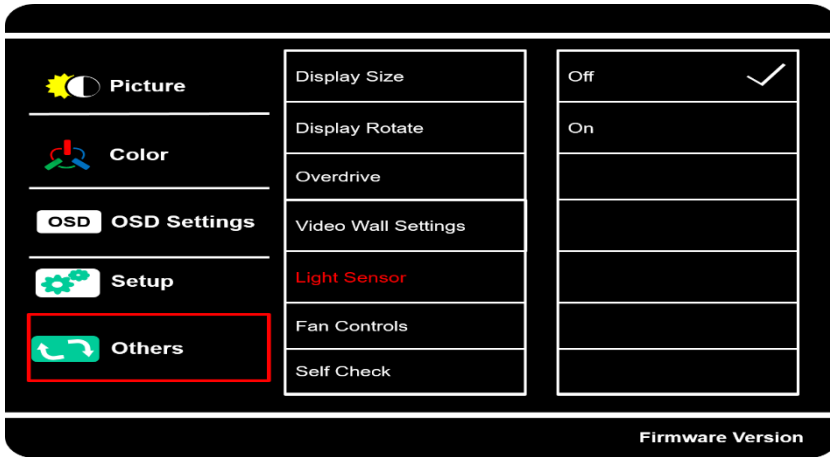 Picture
Color
OSD OSD Settings
Setup
Others
Display Size
Display Rotate
Overdrive
Video Wall Settings
Light Sensor
Fan Controls
Self Check
Off
On
Firmware Version